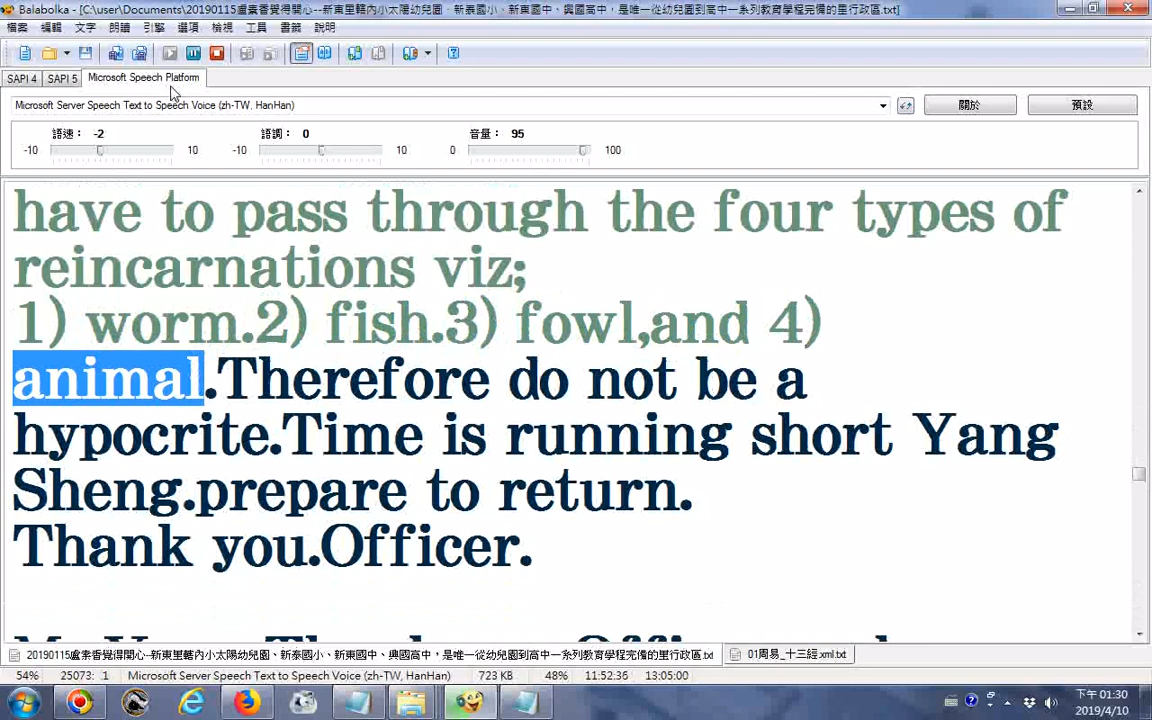 Balabolka - [C:\user\Documents\20190115盧素香覺得開心--新東里轄內小太陽幼兒園、新泰國小、新東國中、興國高中，是唯一從幼兒園到高中一系列教育學程完備的里行政區.txt]
檔案 編輯 文字 朗讀 引擎 選項 檢視 工具 書籤 說明
SAPI 4 SAPI 5 Microsoft Speech Platform
Microsoft Server Speech Text to Speech Voice (zh-TW, HanHan) 關於 預設
語速： -2 語調： 0 音量： 95
-10 10 -10 10 0 100
have to pass through the four types of
reincarnations viz;
1) worm.2) fish.3) fowl,and 4)
animal.Therefore do not be a
hypocrite.Time is running short Yang
Sheng.prepare to return.
Thank you.Officer.
20190115盧素香覺得開心--新東里轄內小太陽幼兒園、新泰國小、新東國中、興國高中，是唯一從幼兒園到高中一系列教育學程完備的里行政區.txt 01周易_十三經.xml.txt
54% 25073: 1 Microsoft Server Speech Text to Speech Voice (zh-TW, HanHan) 723 KB 48% 11:52:36 13:05:00
下午 01:30
2019/4/10